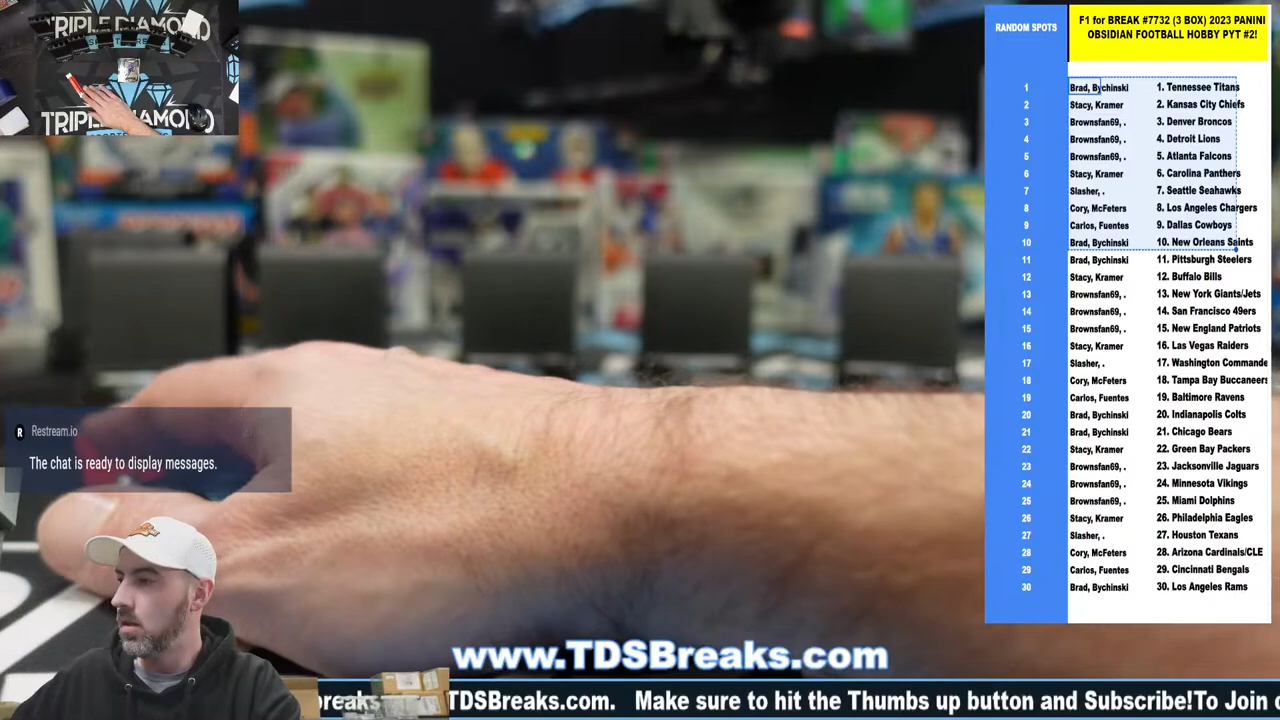 TRIPLE DIAMOND
TRIPLE DIAMOND
RANDOM SPOTS
F1 for BREAK #7732 (3 BOX) 2023 PANINI
OBSIDIAN FOOTBALL HOBBY PYT #2!
1 Brad, Bychinski 1. Tennessee Titans
2 Stacy, Kramer 2. Kansas City Chiefs
3 Brownsfan69, . 3. Denver Broncos
4 Brownsfan69, . 4. Detroit Lions
5 Brownsfan69, . 5. Atlanta Falcons
6 Stacy, Kramer 6. Carolina Panthers
7 Slasher, . 7. Seattle Seahawks
8 Cory, McFeters 8. Los Angeles Chargers
9 Carlos, Fuentes 9. Dallas Cowboys
10 Brad, Bychinski 10. New Orleans Saints
11 Brad, Bychinski 11. Pittsburgh Steelers
12 Stacy, Kramer 12. Buffalo Bills
13 Brownsfan69, . 13. New York Giants/Jets
14 Brownsfan69, . 14. San Francisco 49ers
15 Brownsfan69, . 15. New England Patriots
16 Stacy, Kramer 16. Las Vegas Raiders
17 Slasher, . 17. Washington Commande
18 Cory, McFeters 18. Tampa Bay Buccaneers
19 Carlos, Fuentes 19. Baltimore Ravens
20 Brad, Bychinski 20. Indianapolis Colts
21 Brad, Bychinski 21. Chicago Bears
22 Stacy, Kramer 22. Green Bay Packers
23 Brownsfan69, . 23. Jacksonville Jaguars
24 Brownsfan69, . 24. Minnesota Vikings
25 Brownsfan69, . 25. Miami Dolphins
26 Stacy, Kramer 26. Philadelphia Eagles
27 Slasher, . 27. Houston Texans
28 Cory, McFeters 28. Arizona Cardinals/CLE
29 Carlos, Fuentes 29. Cincinnati Bengals
30 Brad, Bychinski 30. Los Angeles Rams
R Restream.io
The chat is ready to display messages.
www.TDSBreaks.com
breaks TDSBreaks.com. Make sure to hit the Thumbs up button and Subscribe!To Join